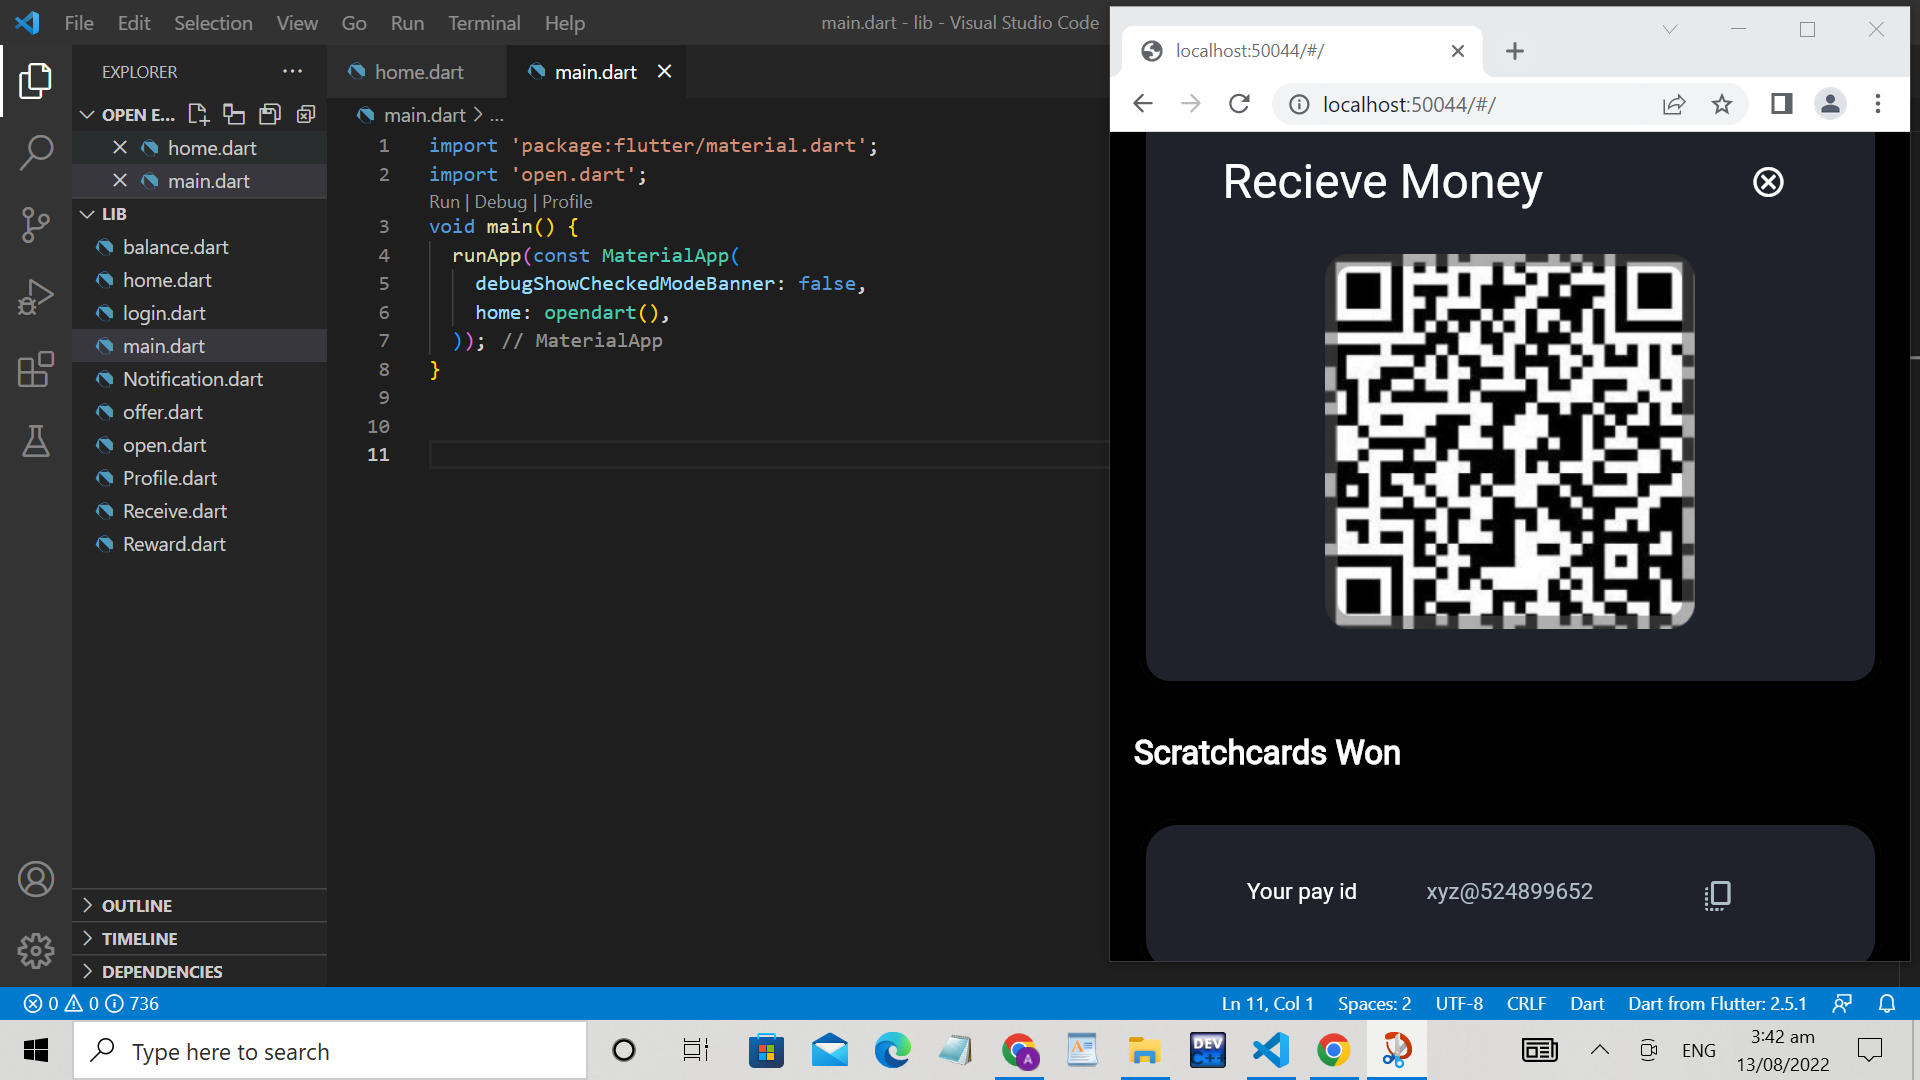 File Edit Selection View Go Run Terminal Help
main.dart - lib - Visual Studio Code
EXPLORER
OPEN E...
home.dart
main.dart
LIB
balance.dart
home.dart
login.dart
main.dart
Notification.dart
offer.dart
open.dart
Profile.dart
Receive.dart
Reward.dart
OUTLINE
TIMELINE
DEPENDENCIES
home.dart main.dart
main.dart > ...
1 import 'package:flutter/material.dart';
2 import 'open.dart';
Run | Debug | Profile
3 void main() {
4 runApp(const MaterialApp(
5 debugShowCheckedModeBanner: false,
6 home: opendart(),
7 )); // MaterialApp
8 }
9
10
11
localhost:50044/#/
localhost:50044/#/
Recieve Money
Scratchcards Won
Your pay id xyz@524899652
0 0 736
Ln 11, Col 1 Spaces: 2 UTF-8 CRLF Dart Dart from Flutter: 2.5.1
Type here to search
A
DEV
C++
ENG
3:42 am
13/08/2022